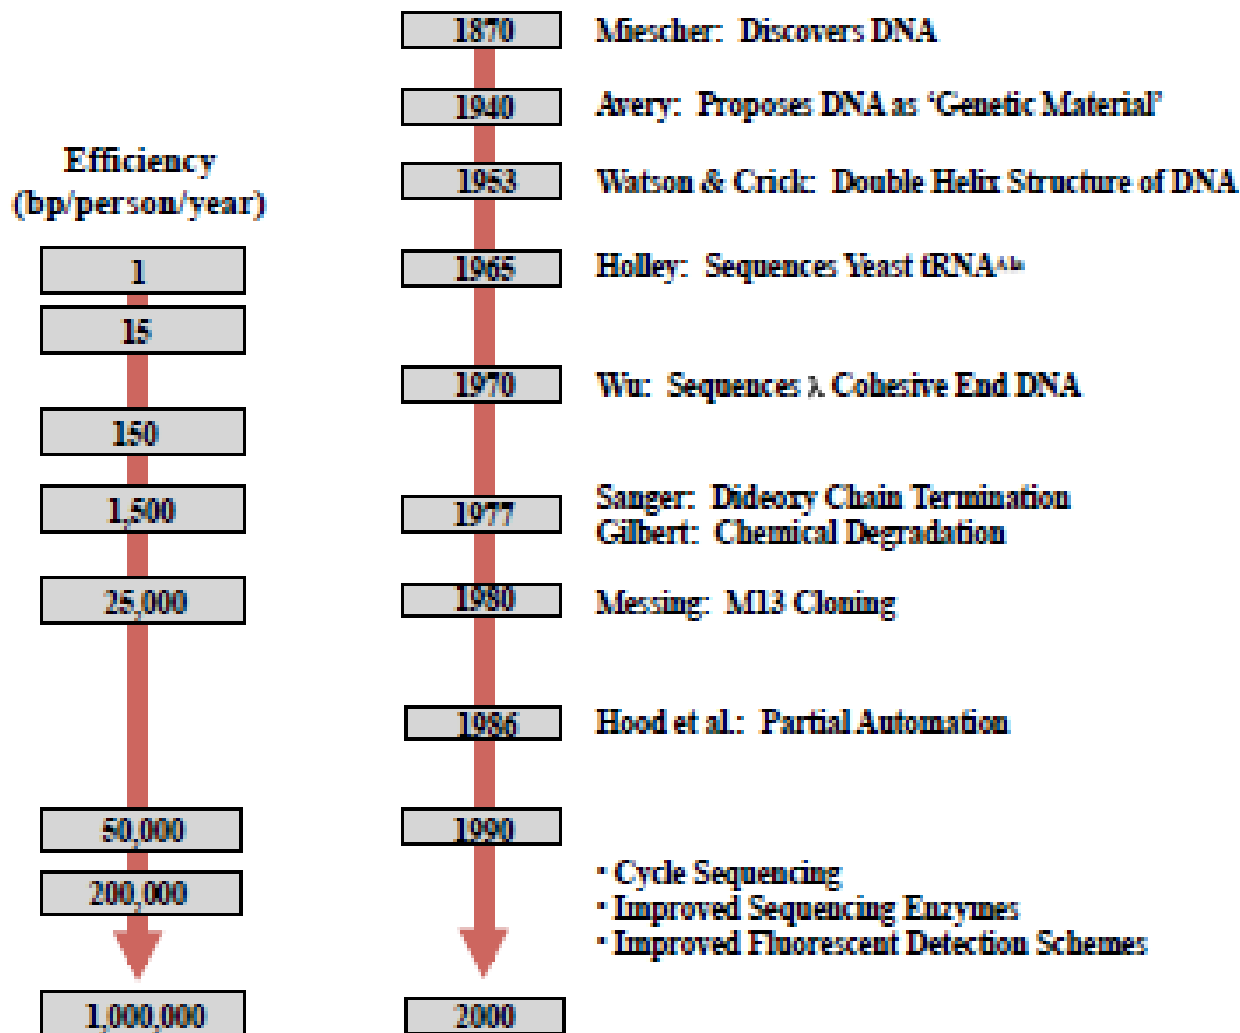 1870 Miescher: Discovers DNA
1940 Avery: Proposes DNA as ‘Genetic Material’
Efficiency
(bp/person/year)
1953 Watson & Crick: Double Helix Structure of DNA
1 1965 Holley: Sequences Yeast tRNAᴬˡᵃ
15
1970 Wu: Sequences λ Cohesive End DNA
150
1,500 1977 Sanger: Dideoxy Chain Termination
Gilbert: Chemical Degradation
25,000 1980 Messing: M13 Cloning
1986 Hood et al.: Partial Automation
50,000 1990
200,000
• Cycle Sequencing
• Improved Sequencing Enzymes
• Improved Fluorescent Detection Schemes
1,000,000 2000